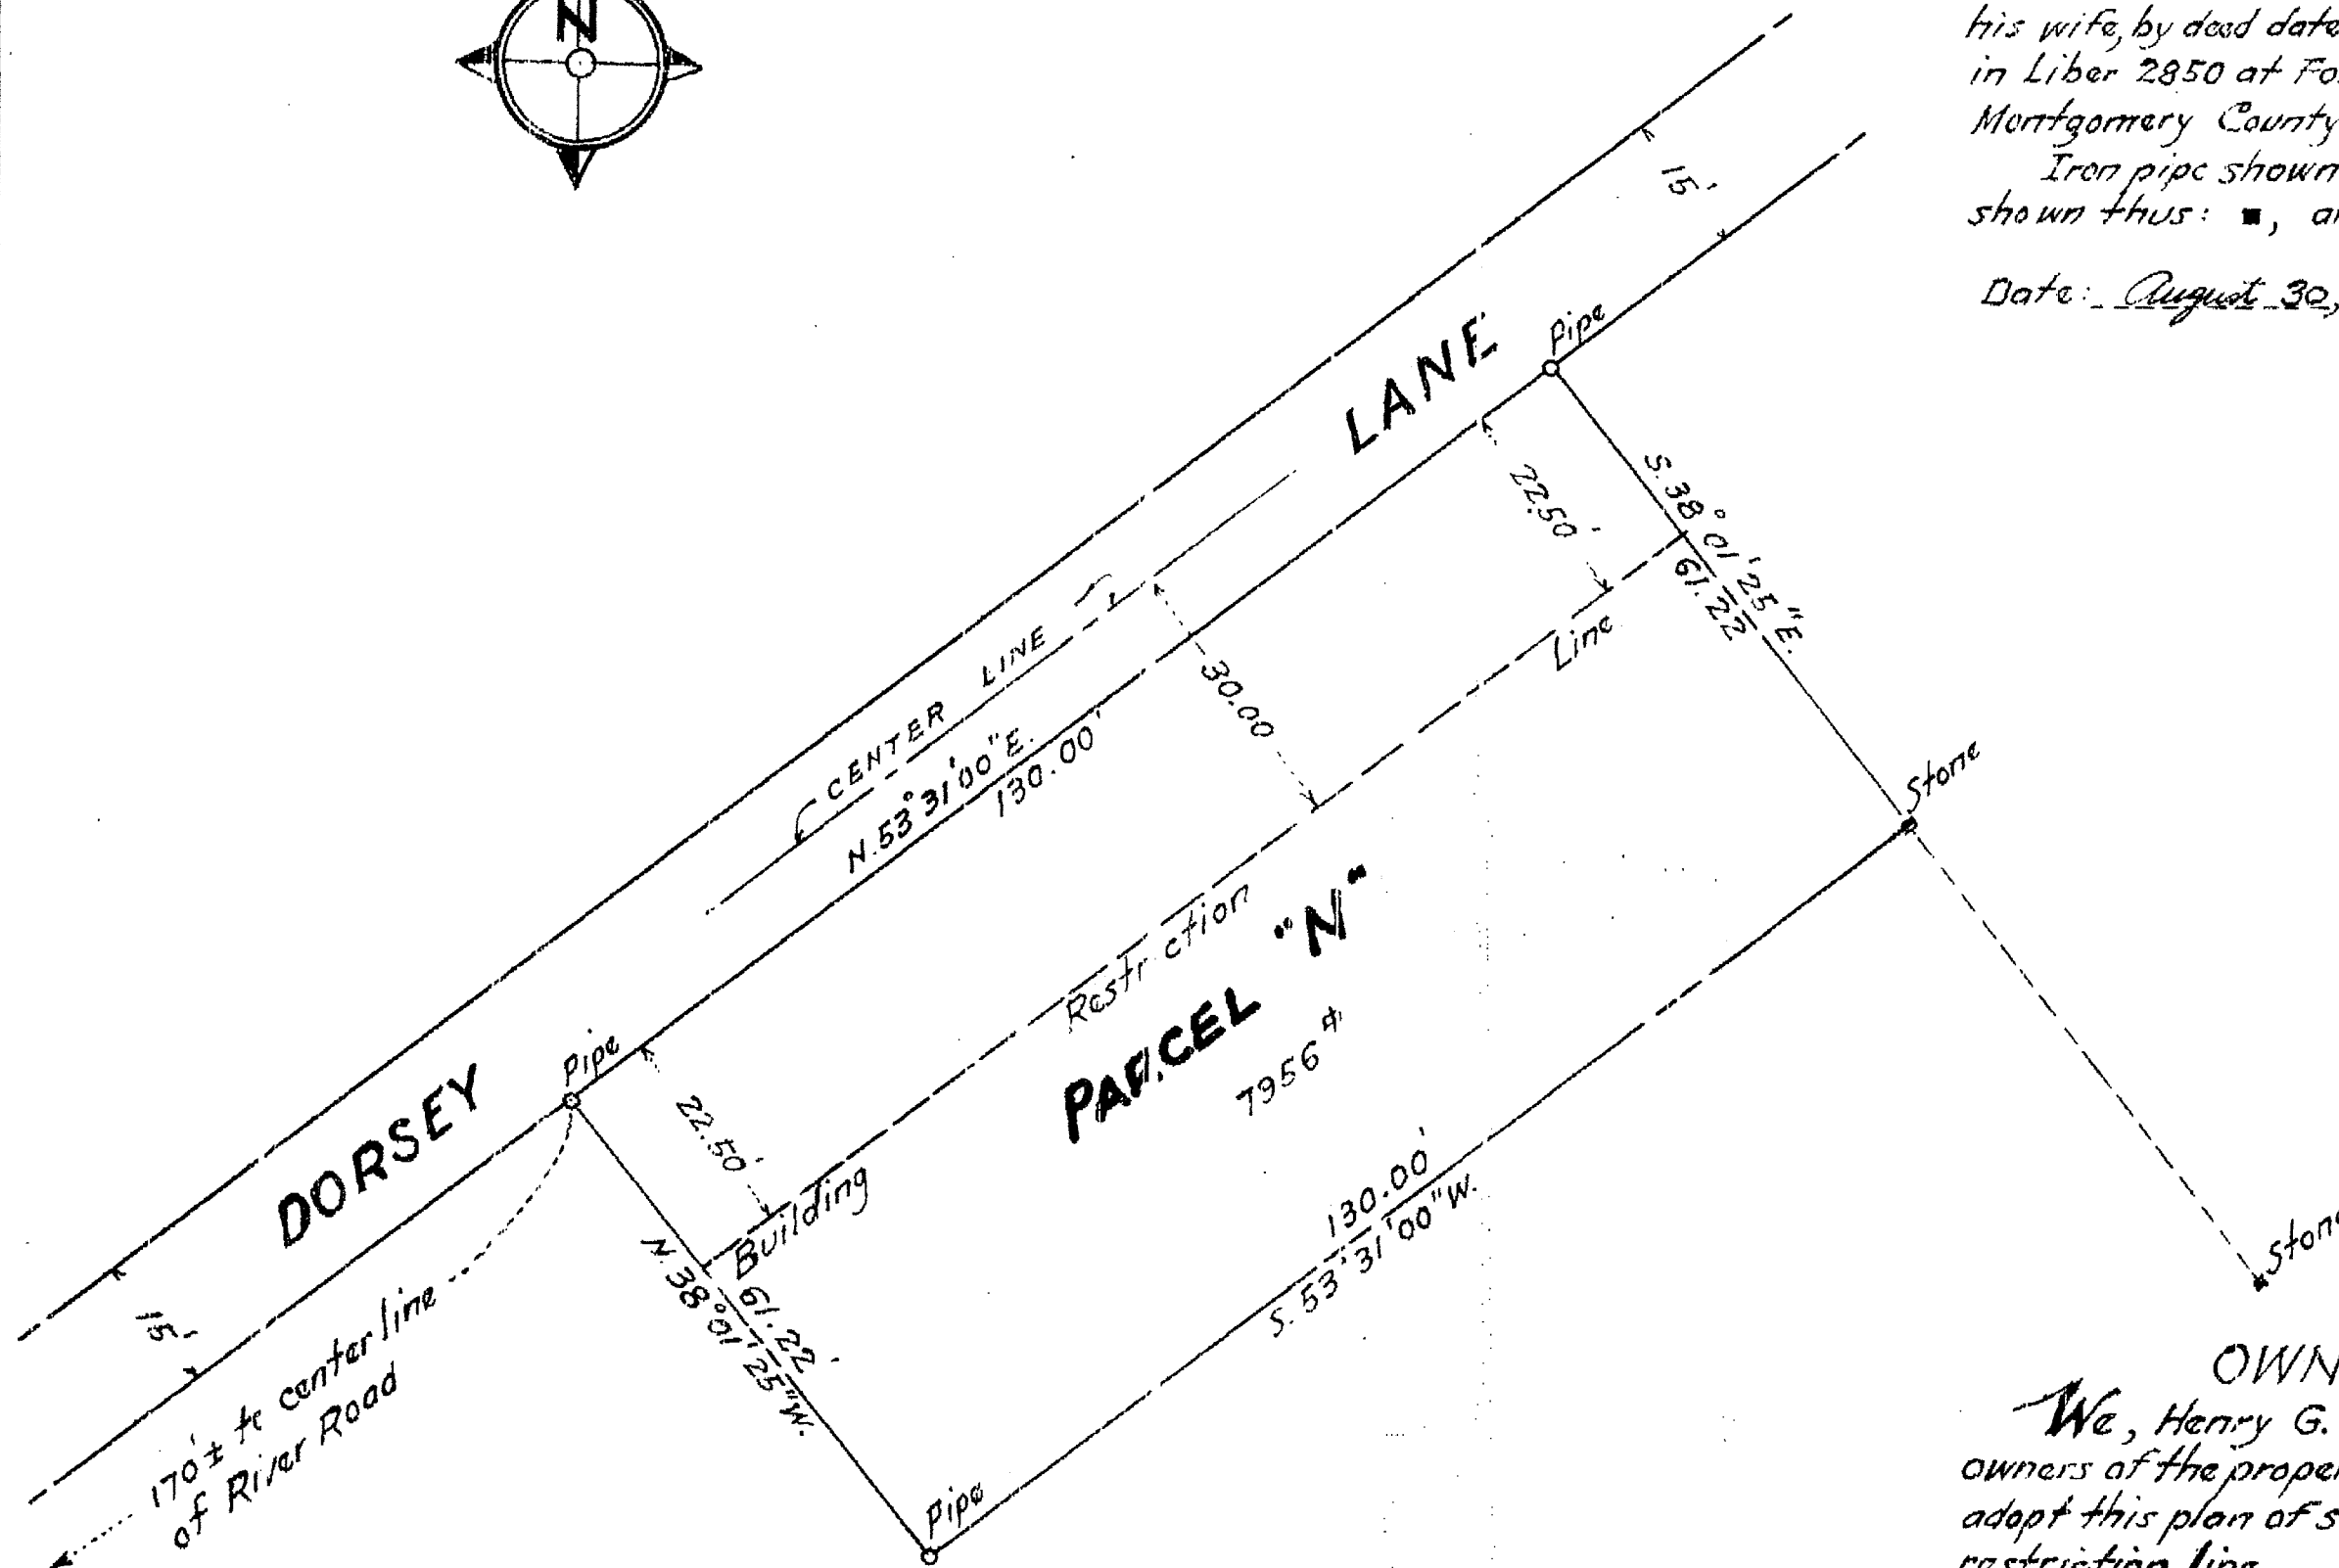 N
his wife, by deed date
in Liber 2850 at Fo
Montgomery County
Iron pipe shown
shown thus: ■, a
Date: August 30,
15'
LANE
Pipe
22.50'
S.38°01'25"E.
61.22
CENTER LINE
30.00
Line
N.53°31'00"E.
130.00'
Stone
Restriction
PARCEL "N"
7956
DORSEY
Pipe
22.50'
Building
130.00'
S.53°31'00"W.
61.22'
N.38°01'25"W.
Stone
15'
170'± to center line
of River Road
Pipe
OWN
We, Henry G.
owners of the proper
adopt this plan of s
restriction line